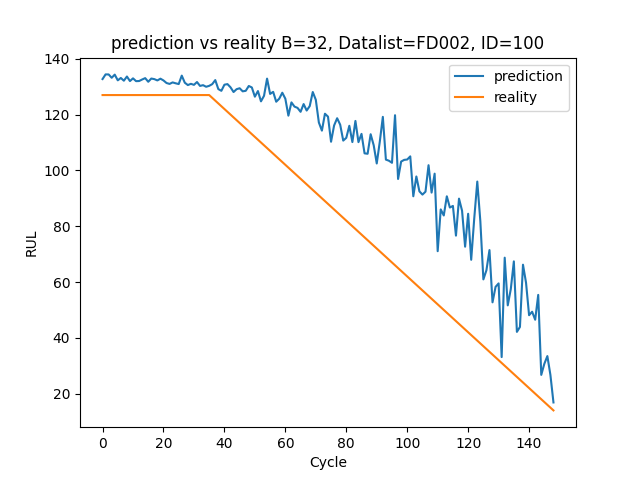 prediction vs reality B=32, Datalist=FD002, ID=100
140
120
100
80
60
40
20
RUL
prediction
reality
0 20 40 60 80 100 120 140
Cycle